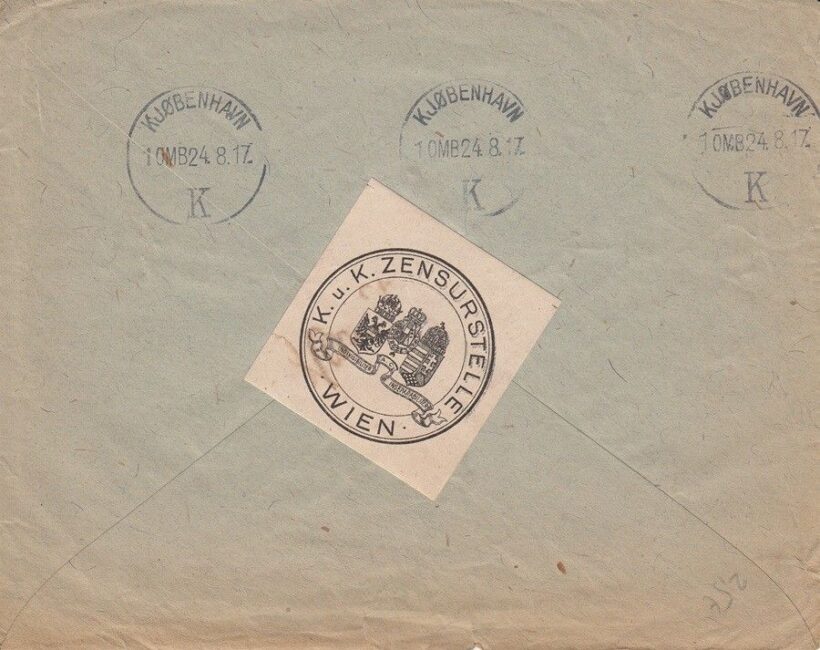 KJØBENHAVN
10MB24.8.17.
K
KJØBENHAVN
10MB24.8.17.
K
KJØBENHAVN
10MB24.8.17.
K
K. u. K. ZENSURSTELLE
· WIEN ·